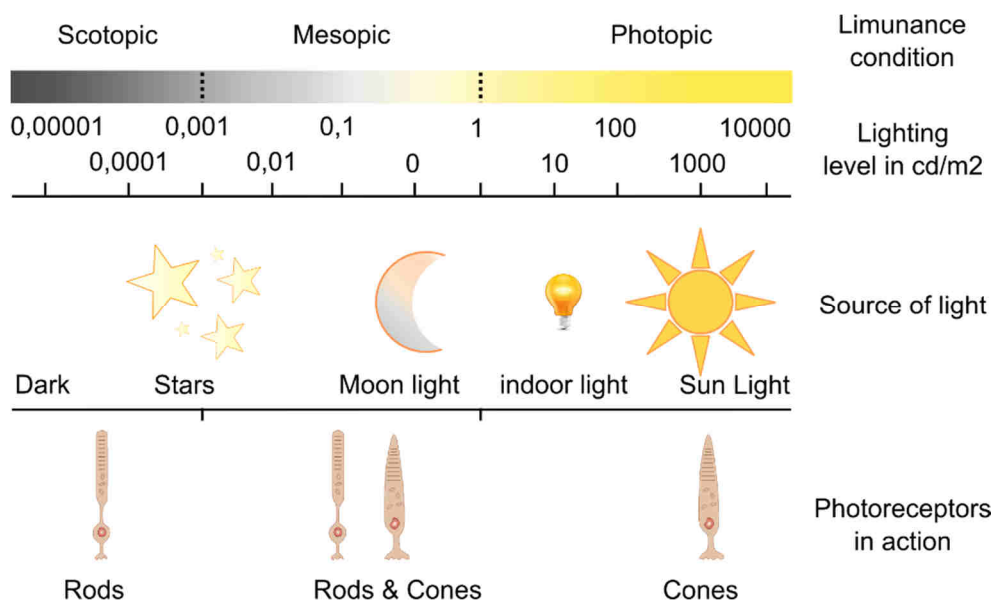 Scotopic Mesopic Photopic Limunance
condition
0,00001 0,001 0,1 1 100 10000 Lighting
0,0001 0,01 0 10 1000 level in cd/m2
Source of light
Dark Stars Moon light indoor light Sun Light
Photoreceptors
in action
Rods Rods & Cones Cones